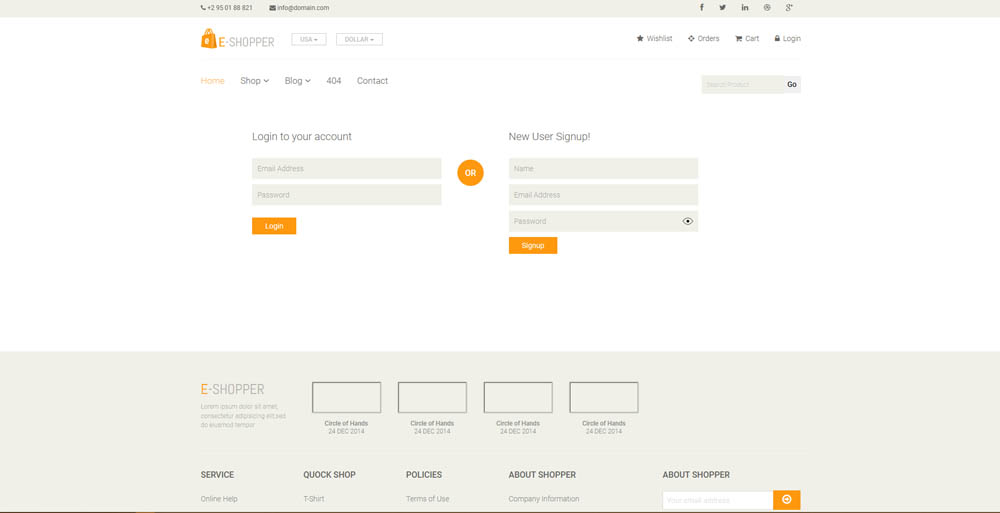 +2 95 01 88 821 info@domain.com
E-SHOPPER USA DOLLAR Wishlist Orders Cart Login
Home Shop Blog 404 Contact Search Product Go
Login to your account
Email Address
Password
Login
OR
New User Signup!
Name
Email Address
Password
Signup
E-SHOPPER
Lorem ipsum dolor sit amet,
consectetur adipisicing elit,sed
do eiusmod tempor
Circle of Hands
24 DEC 2014
Circle of Hands
24 DEC 2014
Circle of Hands
24 DEC 2014
Circle of Hands
24 DEC 2014
SERVICE
Online Help
QUOCK SHOP
T-Shirt
POLICIES
Terms of Use
ABOUT SHOPPER
Company Information
ABOUT SHOPPER
Your email address